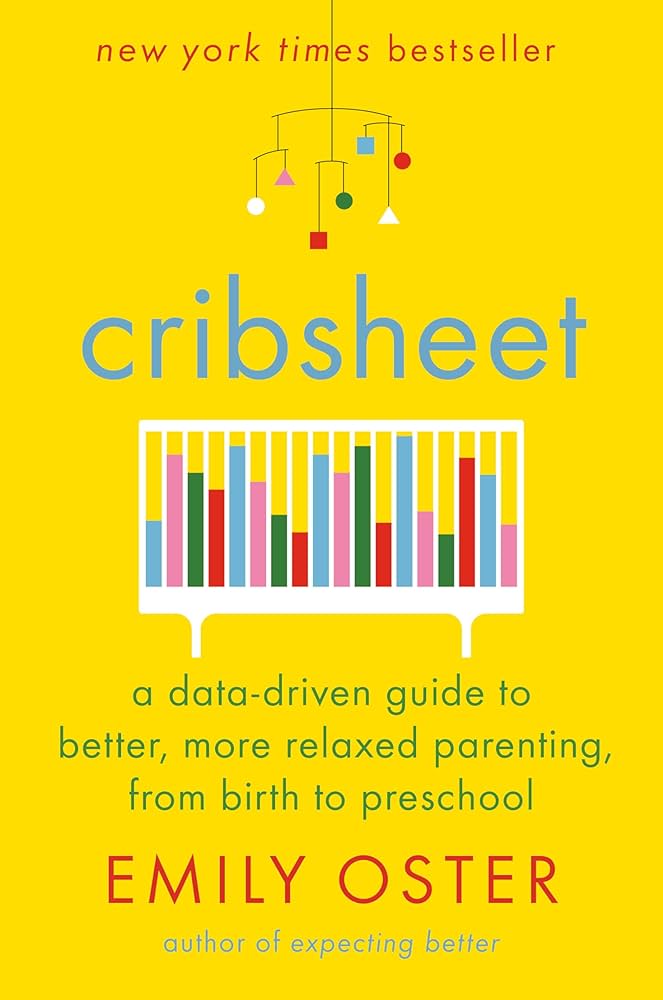 new york times bestseller
cribsheet
a data-driven guide to
better, more relaxed parenting,
from birth to preschool
EMILY OSTER
author of expecting better